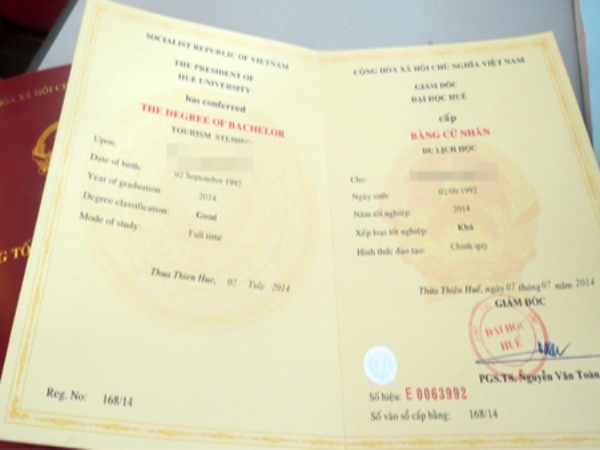 SOCIALIST REPUBLIC OF VIETNAM
THE PRESIDENT OF
HUE UNIVERSITY
has conferred
THE DEGREE OF BACHELOR
TOURISM
Upon:
Date of birth: 02 September 1992
Year of graduation: 2014
Degree classification: Good
Mode of study: Full time
Thua Thien Hue, 07 Yuly 2014
Reg. No: 168/14
CỘNG HÒA XÃ HỘI CHỦ NGHĨA VIỆT NAM
GIÁM ĐỐC
ĐẠI HỌC HUẾ
cấp
BẰNG CỬ NHÂN
DU LỊCH HỌC
Cho:
Ngày sinh: 02/09/1992
Năm tốt nghiệp: 2014
Xếp loại tốt nghiệp: Khá
Hình thức đào tạo: Chính quy
Thừa Thiên Huế, ngày 07 tháng 07 năm 2014
GIÁM ĐỐC
ĐẠI HỌC
HUẾ
PGS.TS. Nguyễn Văn Toàn
Số hiệu: E 0063992
Số vào sổ cấp bằng: 168/14
HÒA XÃ HỘI CH
G TỐ